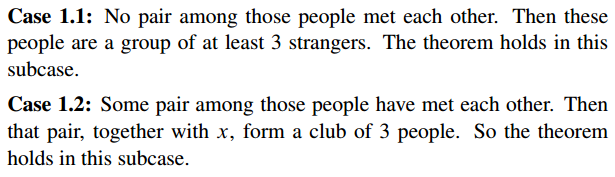 Case 1.1: No pair among those people met each other. Then these
people are a group of at least 3 strangers. The theorem holds in this
subcase.
Case 1.2: Some pair among those people have met each other. Then
that pair, together with x, form a club of 3 people. So the theorem
holds in this subcase.